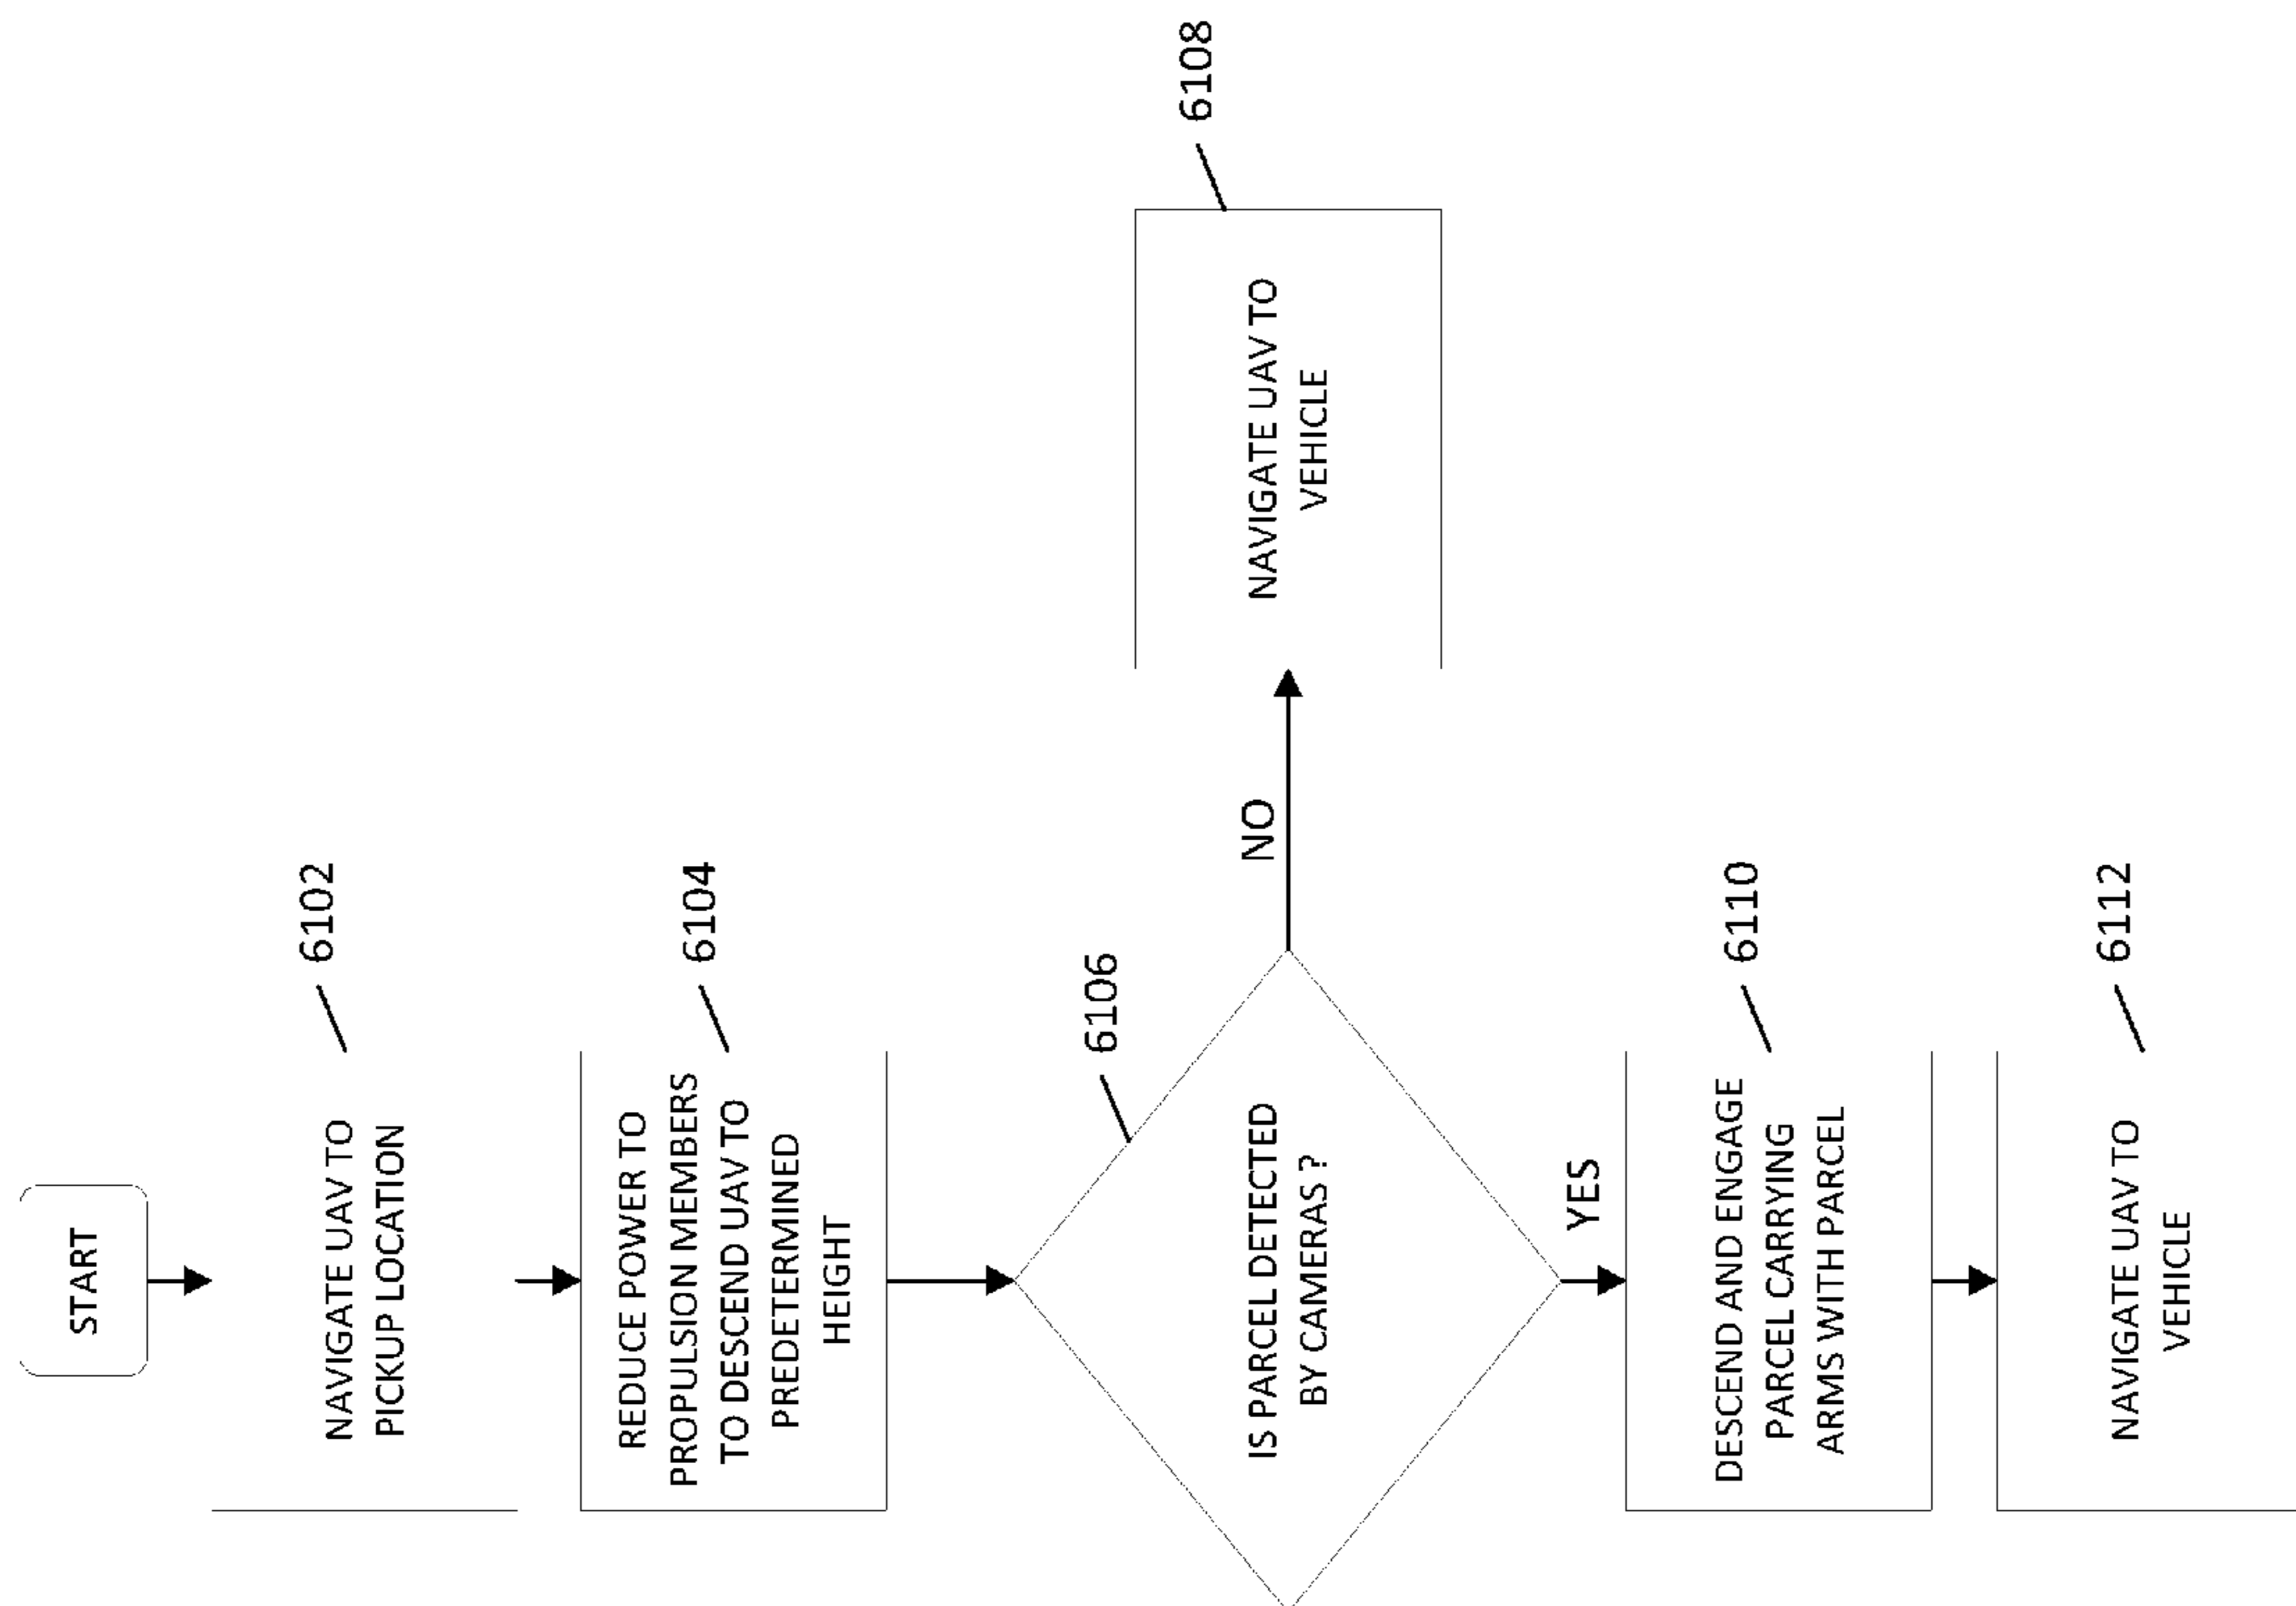 START
6102
NAVIGATE UAV TO
PICKUP LOCATION
6104
REDUCE POWER TO
PROPULSION MEMBERS
TO DESCEND UAV TO
PREDETERMINED
HEIGHT
6106
IS PARCEL DETECTED
BY CAMERAS ?
NO
6108
NAVIGATE UAV TO
VEHICLE
YES
6110
DESCEND AND ENGAGE
PARCEL CARRYING
ARMS WITH PARCEL
6112
NAVIGATE UAV TO
VEHICLE